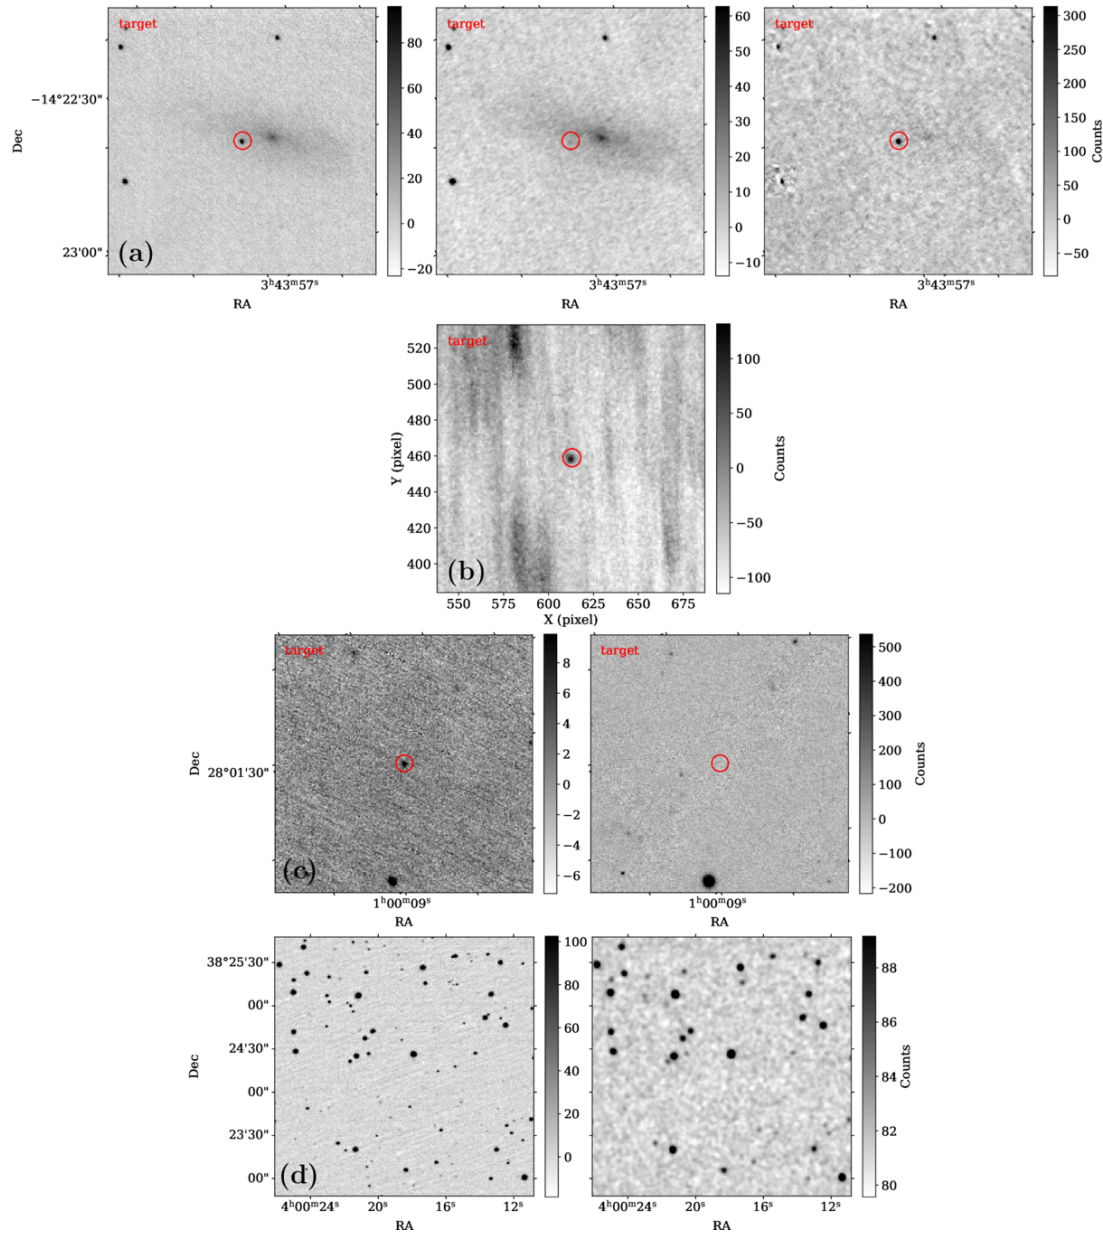 target
80
60
40
20
0
−20
−14°22'30"
23'00"
Dec
(a)
3ʰ43ᵐ57ˢ
RA
target
60
50
40
30
20
10
0
−10
3ʰ43ᵐ57ˢ
RA
target
300
250
200
150
100
50
0
−50
Counts
3ʰ43ᵐ57ˢ
RA
target
520
500
480
460
440
420
400
Y (pixel)
(b)
550
575
600
625
650
675
X (pixel)
100
50
0
−50
−100
Counts
target
28°01'30"
Dec
(c)
1ʰ00ᵐ09ˢ
RA
8
6
4
2
0
−2
−4
−6
target
1ʰ00ᵐ09ˢ
RA
500
400
300
200
100
0
−100
−200
Counts
38°25'30"
00"
24'30"
00"
23'30"
00"
Dec
(d)
4ʰ00ᵐ24ˢ
20ˢ
16ˢ
12ˢ
RA
100
80
60
40
20
0
4ʰ00ᵐ24ˢ
20ˢ
16ˢ
12ˢ
RA
88
86
84
82
80
Counts